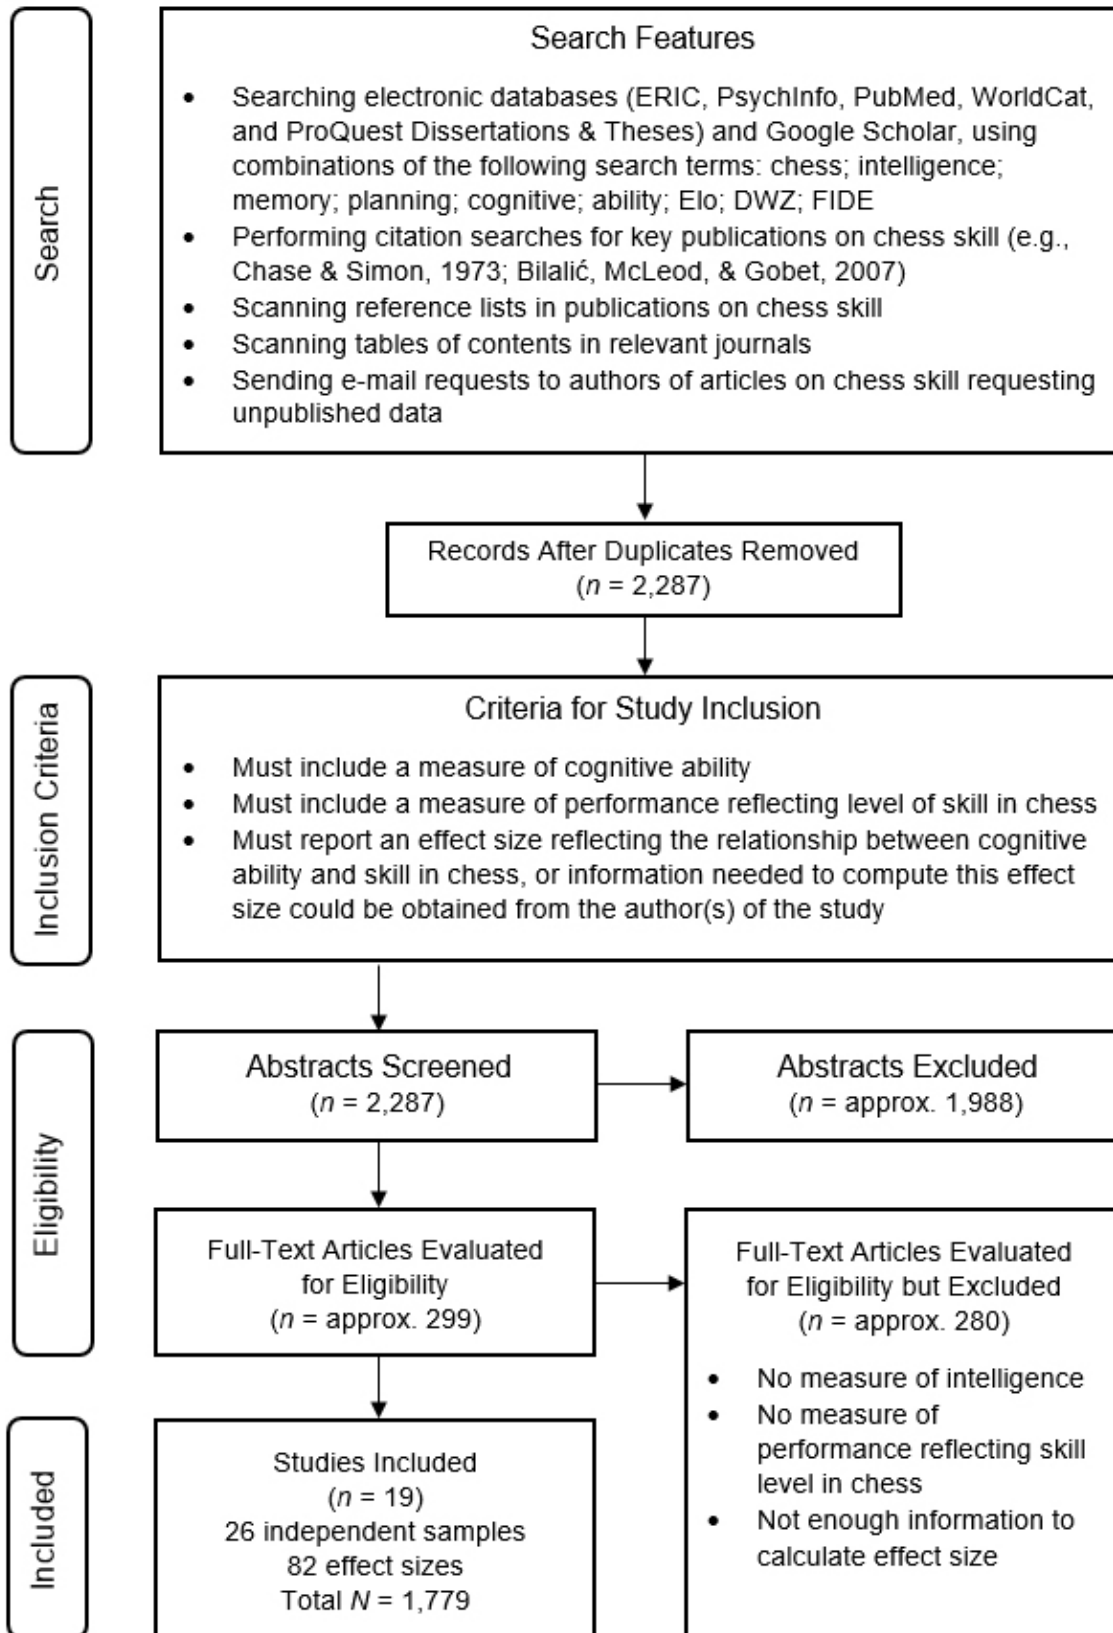 Search
Search Features
• Searching electronic databases (ERIC, PsychInfo, PubMed, WorldCat,
and ProQuest Dissertations & Theses) and Google Scholar, using
combinations of the following search terms: chess; intelligence;
memory; planning; cognitive; ability; Elo; DWZ; FIDE
• Performing citation searches for key publications on chess skill (e.g.,
Chase & Simon, 1973; Bilalić, McLeod, & Gobet, 2007)
• Scanning reference lists in publications on chess skill
• Scanning tables of contents in relevant journals
• Sending e-mail requests to authors of articles on chess skill requesting
unpublished data
Records After Duplicates Removed
(n = 2,287)
Inclusion Criteria
Criteria for Study Inclusion
• Must include a measure of cognitive ability
• Must include a measure of performance reflecting level of skill in chess
• Must report an effect size reflecting the relationship between cognitive
ability and skill in chess, or information needed to compute this effect
size could be obtained from the author(s) of the study
Eligibility
Abstracts Screened
(n = 2,287)
Abstracts Excluded
(n = approx. 1,988)
Full-Text Articles Evaluated
for Eligibility
(n = approx. 299)
Full-Text Articles Evaluated
for Eligibility but Excluded
(n = approx. 280)
• No measure of intelligence
• No measure of
performance reflecting skill
level in chess
• Not enough information to
calculate effect size
Included
Studies Included
(n = 19)
26 independent samples
82 effect sizes
Total N = 1,779